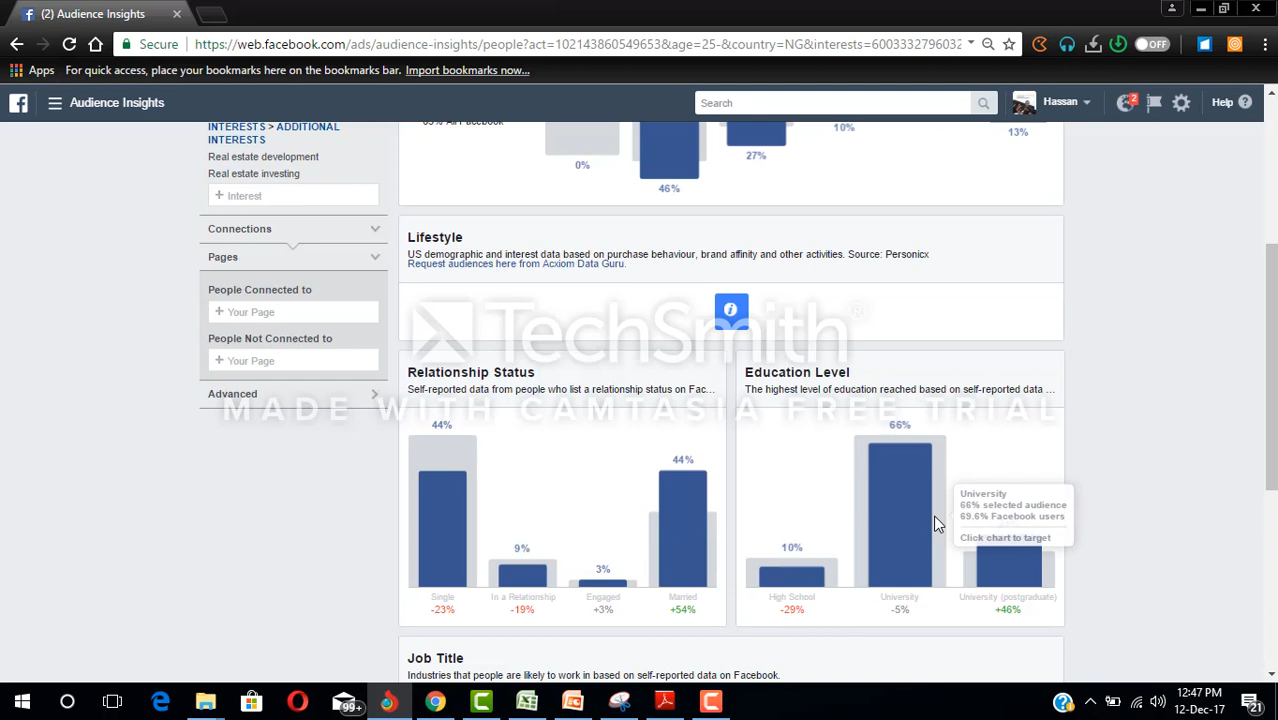 (2) Audience Insights
Secure
https://web.facebook.com/ads/audience-insights/people?act=102143860549653&age=25-&country=NG&interests=6003332796032
OFF
Apps
For quick access, place your bookmarks here on the bookmarks bar. Import bookmarks now...
Audience Insights
Search
Hassan
2
Help
INTERESTS > ADDITIONAL
INTERESTS
Real estate development
Real estate investing
+ Interest
Connections
Pages
People Connected to
+ Your Page
People Not Connected to
+ Your Page
Advanced
0%
46%
27%
10%
13%
Lifestyle
US demographic and interest data based on purchase behaviour, brand affinity and other activities. Source: Personicx
Request audiences here from Acxiom Data Guru.
TechSmith®
MADE WITH CAMTASIA FREE TRIAL
Relationship Status
Self-reported data from people who list a relationship status on Fac...
44%
9%
3%
44%
Single
In a Relationship
Engaged
Married
-23%
-19%
+3%
+54%
Education Level
The highest level of education reached based on self-reported data ...
10%
66%
University
66% selected audience
69.6% Facebook users
Click chart to target
High School
University
University (postgraduate)
-29%
-5%
+46%
Job Title
Industries that people are likely to work in based on self-reported data on Facebook.
99+
12:47 PM
12-Dec-17
21